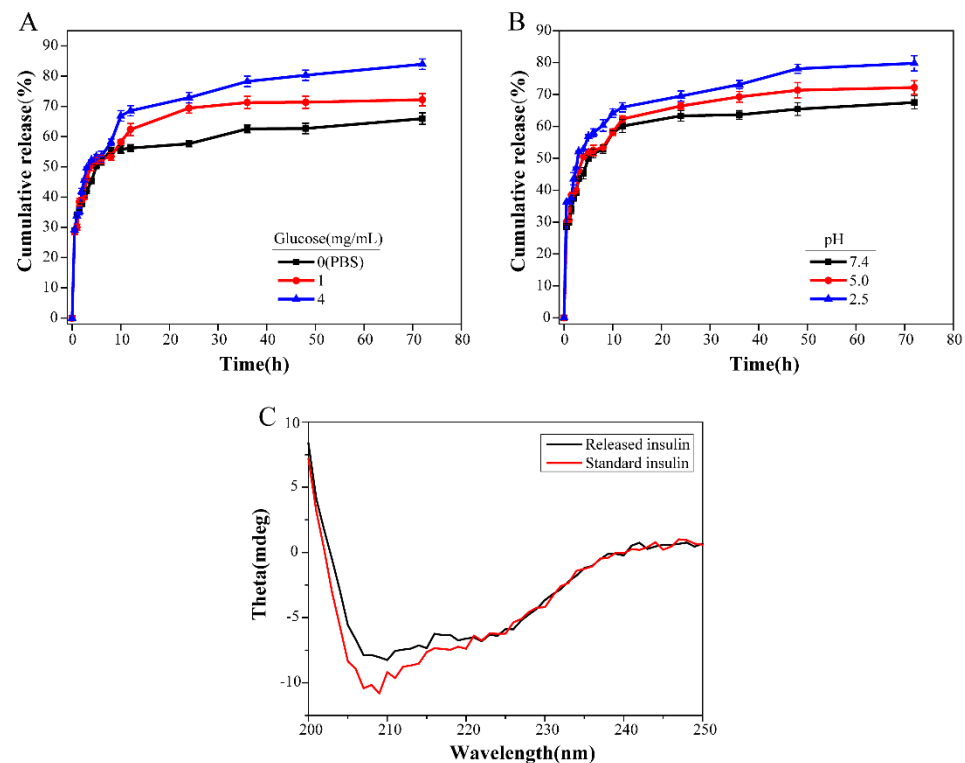 A
Cumulative release(%)
90
80
70
60
50
40
30
20
10
0
Glucose(mg/mL)
0(PBS)
1
4
0 10 20 30 40 50 60 70 80
Time(h)
B
Cumulative release(%)
90
80
70
60
50
40
30
20
10
0
pH
7.4
5.0
2.5
0 10 20 30 40 50 60 70 80
Time(h)
C
Theta(mdeg)
10
5
0
-5
-10
Released insulin
Standard insulin
200 210 220 230 240 250
Wavelength(nm)